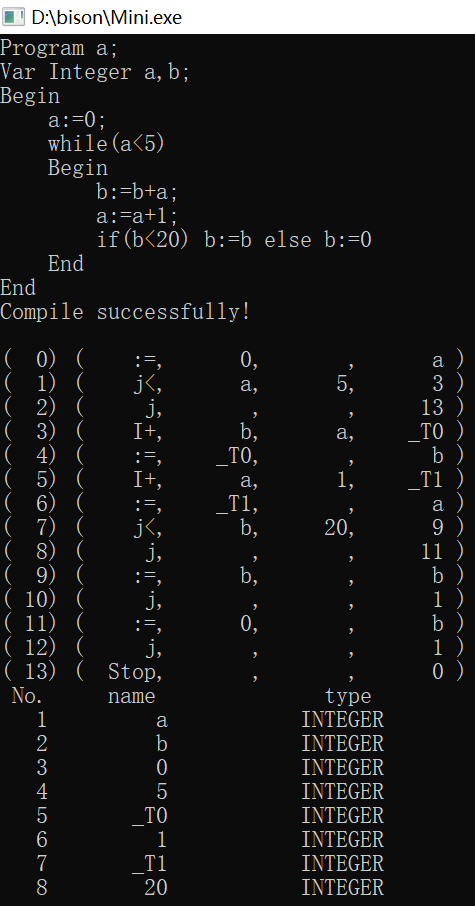 D:\bison\Mini.exe
Program a;
Var Integer a,b;
Begin
    a:=0;
    while(a<5)
    Begin
        b:=b+a;
        a:=a+1;
        if(b<20) b:=b else b:=0
    End
End
Compile successfully!
(  0) (    :=,      0,       ,      a )
(  1) (    j<,      a,      5,      3 )
(  2) (     j,       ,       ,     13 )
(  3) (    I+,      b,      a,    _T0 )
(  4) (    :=,    _T0,       ,      b )
(  5) (    I+,      a,      1,    _T1 )
(  6) (    :=,    _T1,       ,      a )
(  7) (    j<,      b,     20,      9 )
(  8) (     j,       ,       ,     11 )
(  9) (    :=,      b,       ,      b )
( 10) (     j,       ,       ,      1 )
( 11) (    :=,      0,       ,      b )
( 12) (     j,       ,       ,      1 )
( 13) (  Stop,       ,       ,      0 )
 No.     name              type
   1         a           INTEGER
   2         b           INTEGER
   3         0           INTEGER
   4         5           INTEGER
   5       _T0           INTEGER
   6         1           INTEGER
   7       _T1           INTEGER
   8        20           INTEGER